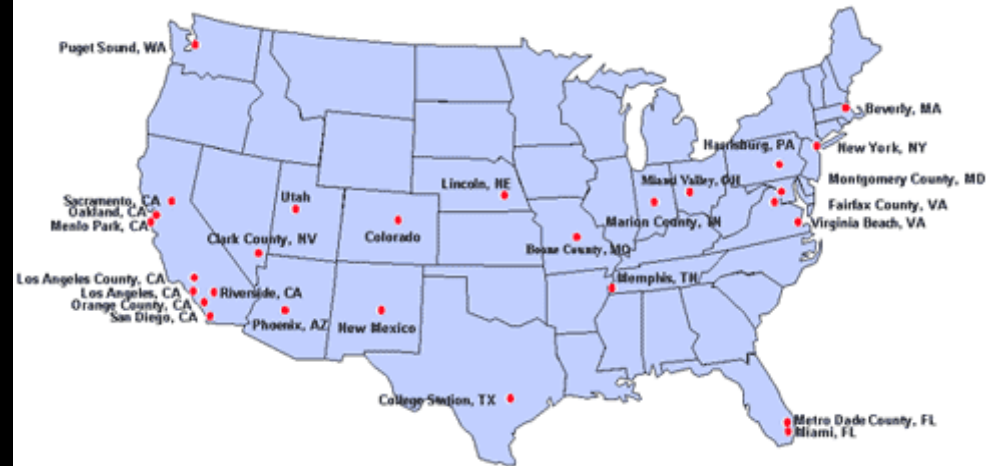 Puget Sound, WA
Beverly, MA
Harrisburg, PA
New York, NY
Miami Valley, OH
Montgomery County, MD
Lincoln, NE
Utah
Sacramento, CA
Fairfax County, VA
Oakland, CA
Marion County, IN
Virginia Beach, VA
Menlo Park, CA
Colorado
Clark County, NV
Boone County, MO
Los Angeles County, CA
Memphis, TN
Los Angeles, CA
Riverside, CA
Orange County, CA
San Diego, CA
Phoenix, AZ
New Mexico
College Station, TX
Metro Dade County, FL
Miami, FL